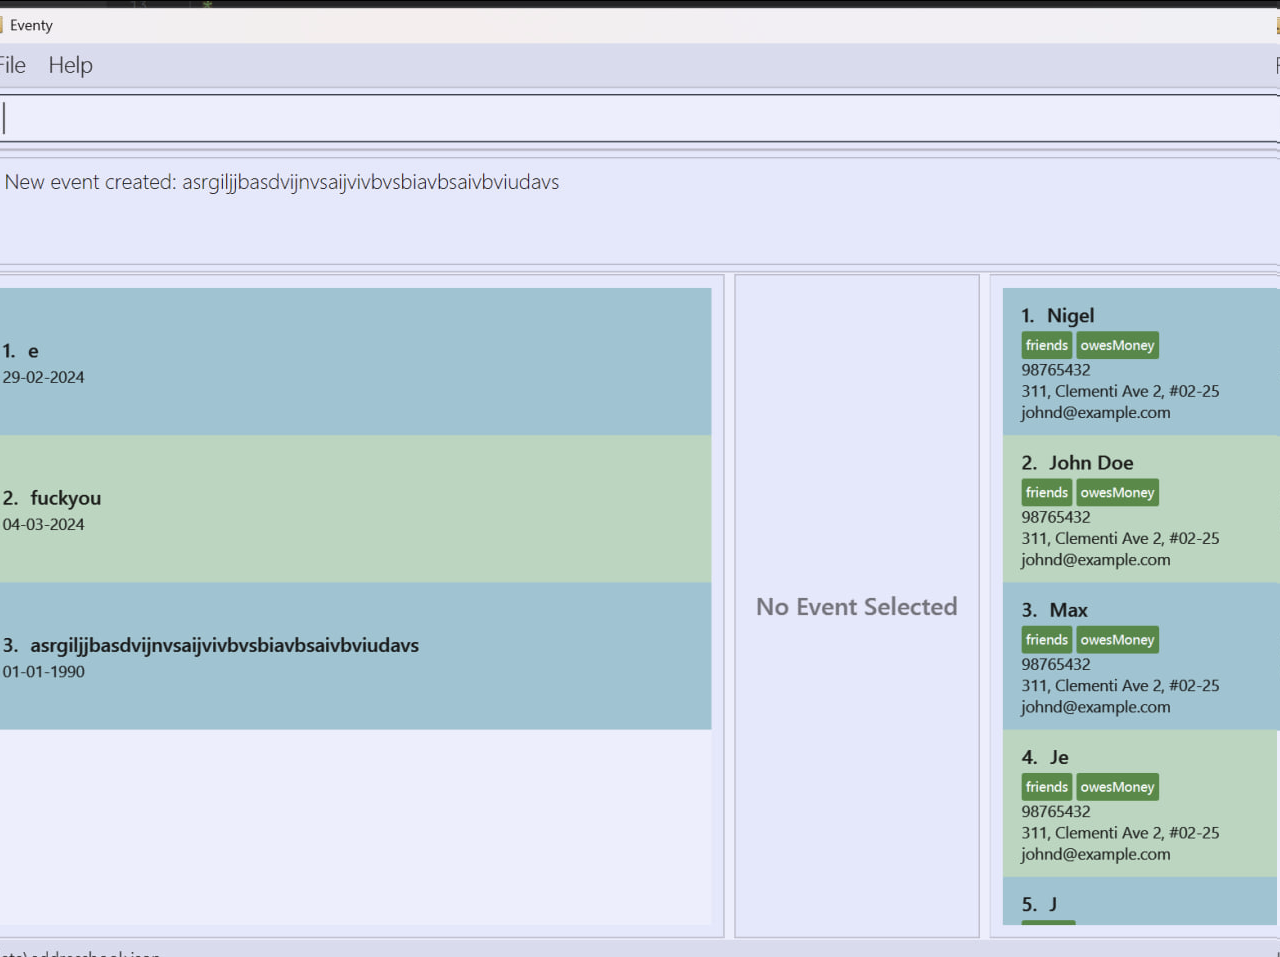 Eventy
File Help
New event created: asrgiljjbasdvijnvsaijvivbvsbiavbsaivbviudavs
1. e
29-02-2024
2. fuckyou
04-03-2024
3. asrgiljjbasdvijnvsaijvivbvsbiavbsaivbviudavs
01-01-1990
No Event Selected
1. Nigel
friends owesMoney
98765432
311, Clementi Ave 2, #02-25
johnd@example.com
2. John Doe
friends owesMoney
98765432
311, Clementi Ave 2, #02-25
johnd@example.com
3. Max
friends owesMoney
98765432
311, Clementi Ave 2, #02-25
johnd@example.com
4. Je
friends owesMoney
98765432
311, Clementi Ave 2, #02-25
johnd@example.com
5. J